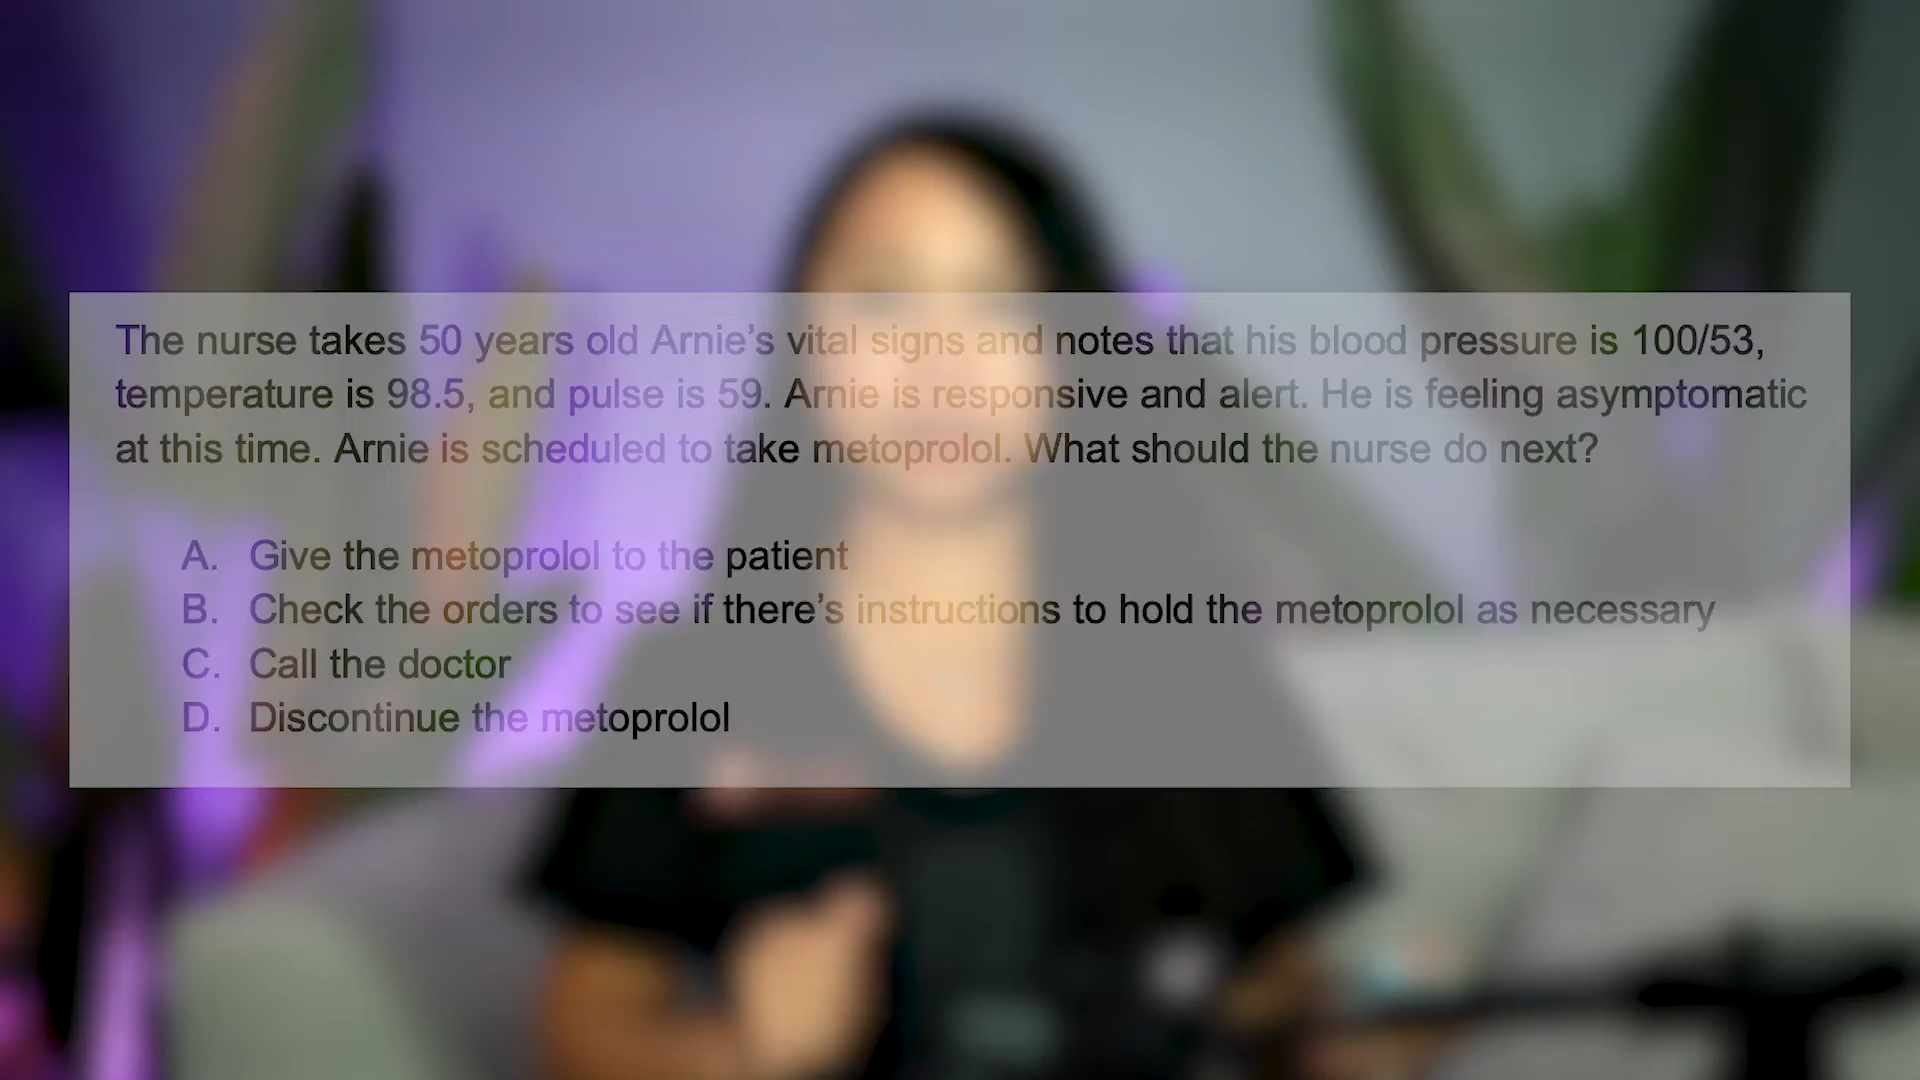 The nurse takes 50 years old Arnie’s vital signs and notes that his blood pressure is 100/53,
temperature is 98.5, and pulse is 59. Arnie is responsive and alert. He is feeling asymptomatic
at this time. Arnie is scheduled to take metoprolol. What should the nurse do next?
A. Give the metoprolol to the patient
B. Check the orders to see if there’s instructions to hold the metoprolol as necessary
C. Call the doctor
D. Discontinue the metoprolol